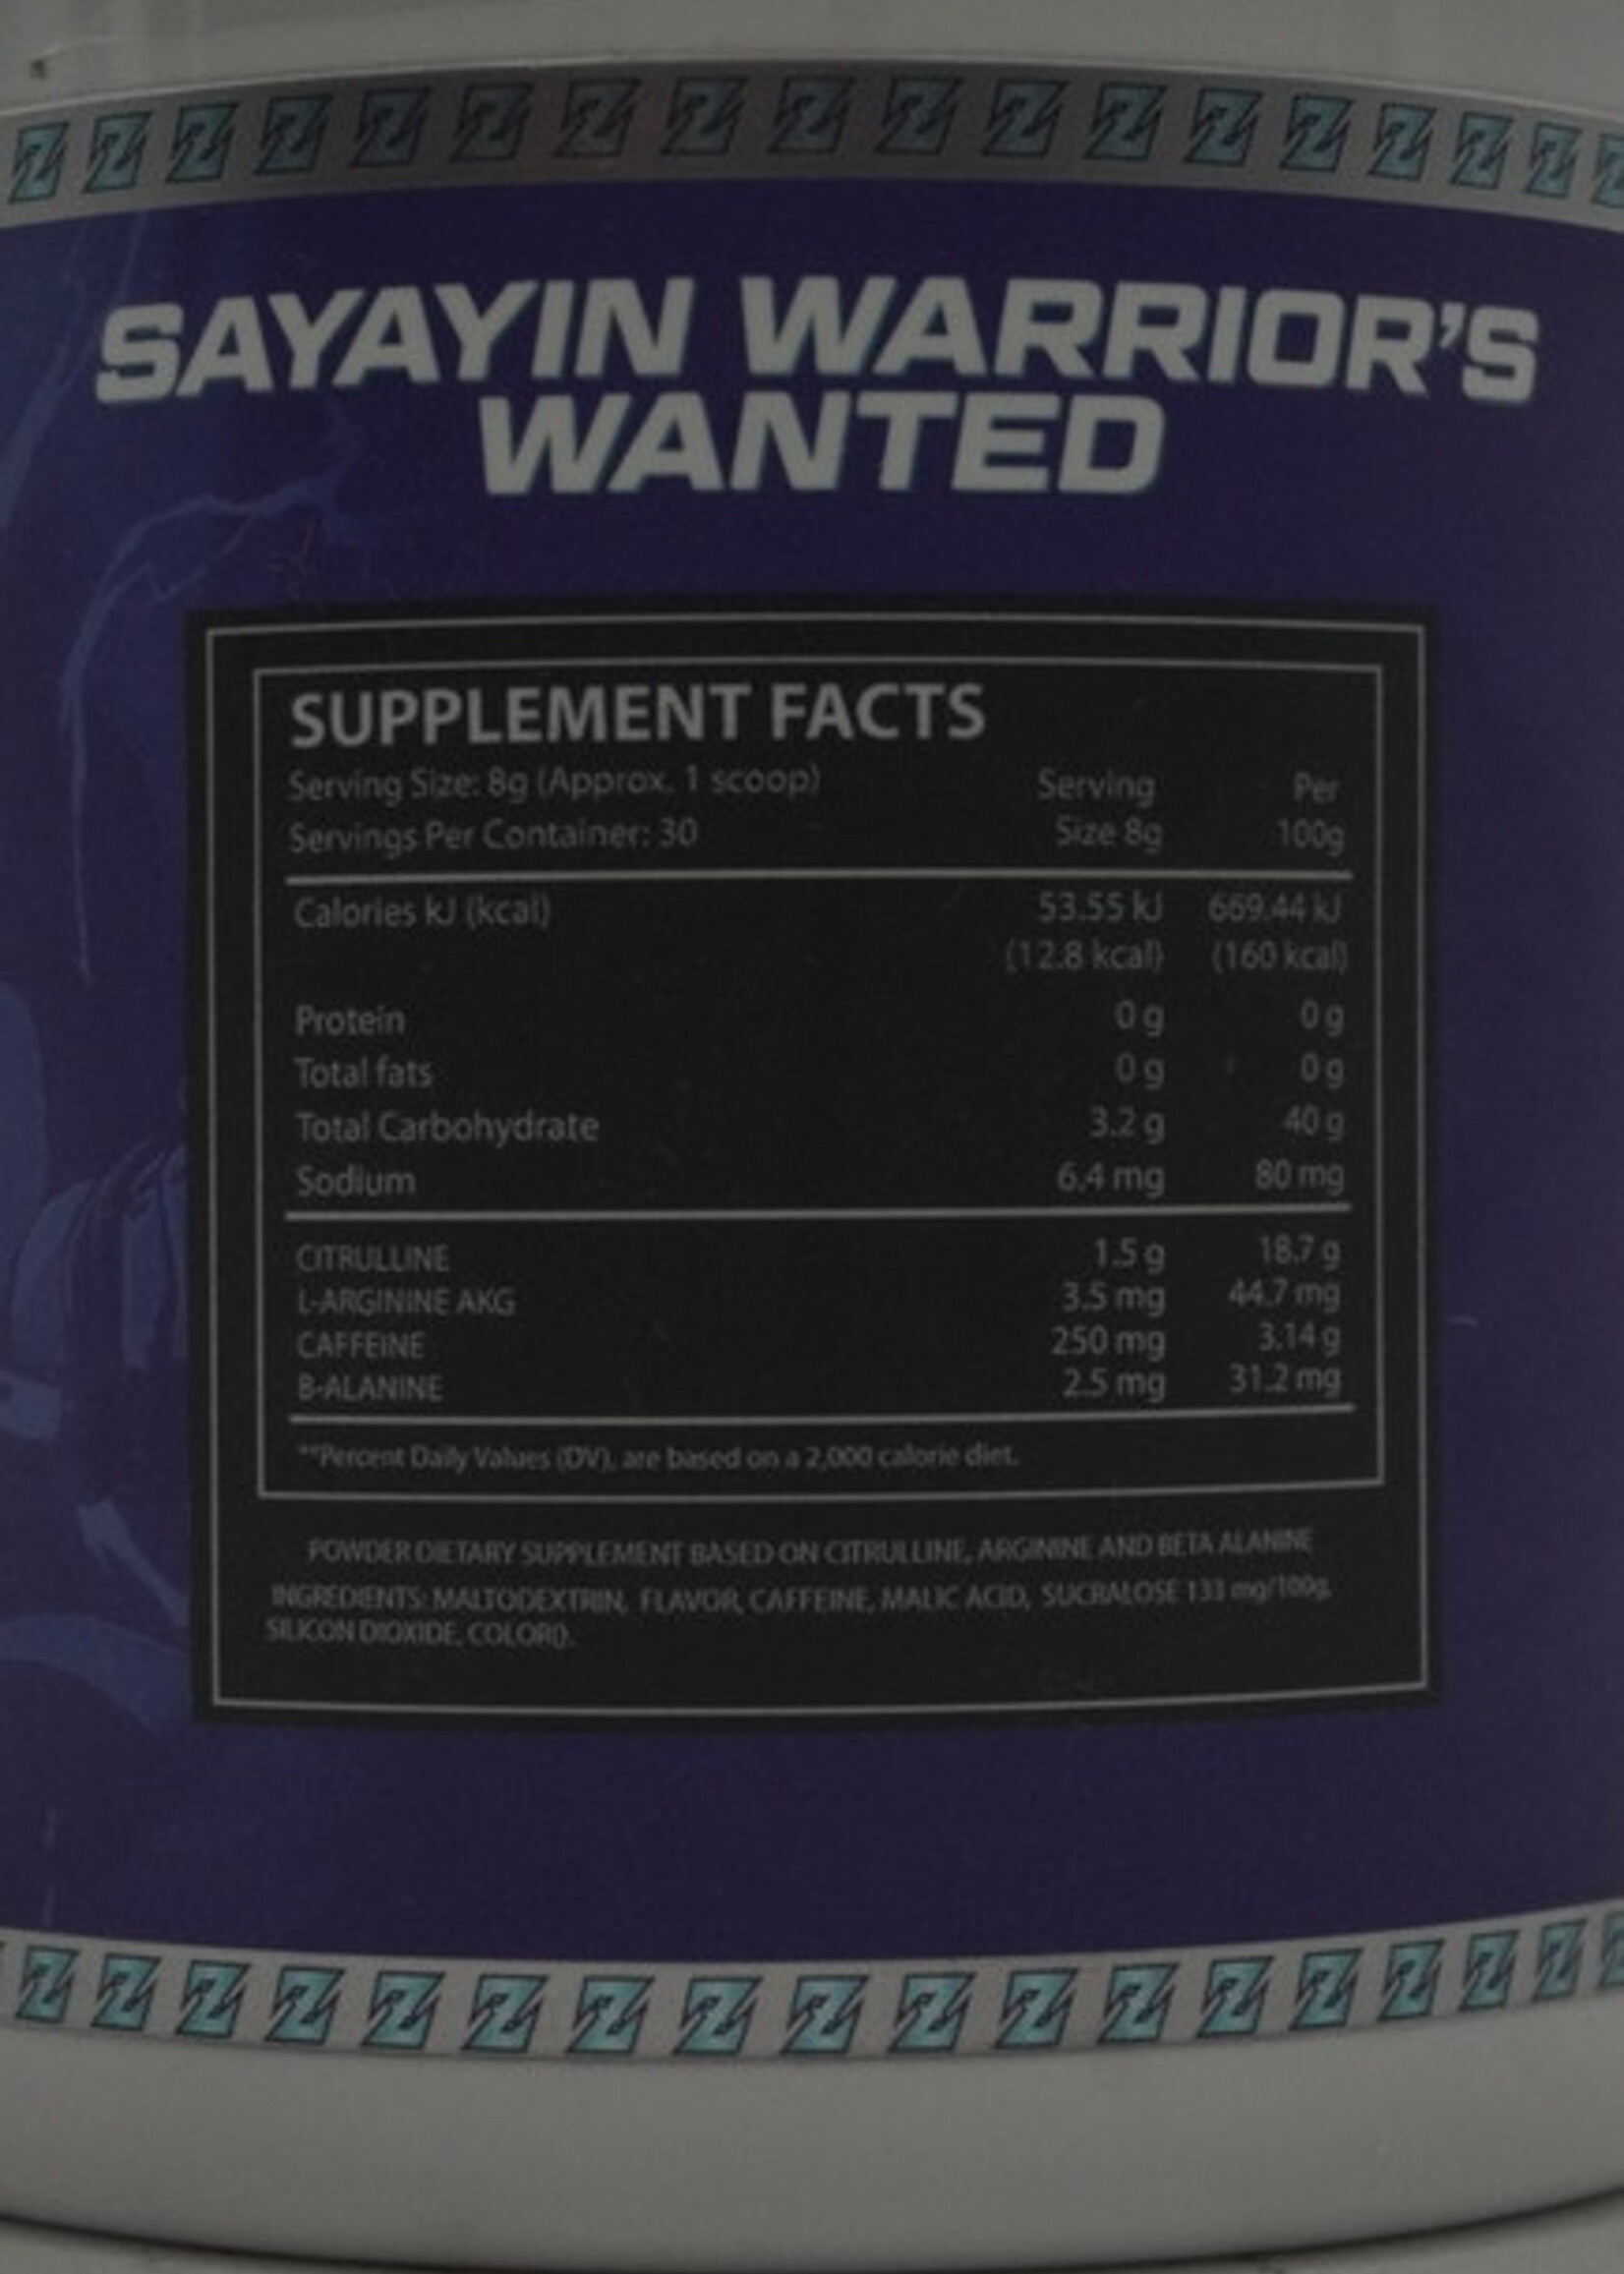 SAYAYIN WARRIOR'S
WANTED
SUPPLEMENT FACTS
Serving Size: 8g (Approx. 1 scoop) Serving Per
Servings Per Container: 30 Size 8g 100g
Calories kJ (kcal) 53.55 kJ 669.44 kJ
(12.8 kcal) (160 kcal)
Protein 0 g 0 g
Total fats 0 g 0 g
Total Carbohydrate 3.2 g 40 g
Sodium 6.4 mg 80 mg
CITRULLINE 1.5 g 18.7 g
L-ARGININE AKG 3.5 mg 44.7 mg
CAFFEINE 250 mg 3.14 g
B-ALANINE 2.5 mg 31.2 mg
**Percent Daily Values (DV), are based on a 2,000 calorie diet.
POWDER DIETARY SUPPLEMENT BASED ON CITRULLINE, ARGININE AND BETA ALANINE
INGREDIENTS: MALTODEXTRIN, FLAVOR, CAFFEINE, MALIC ACID, SUCRALOSE 133 mg/100g,
SILICON DIOXIDE, COLOR().